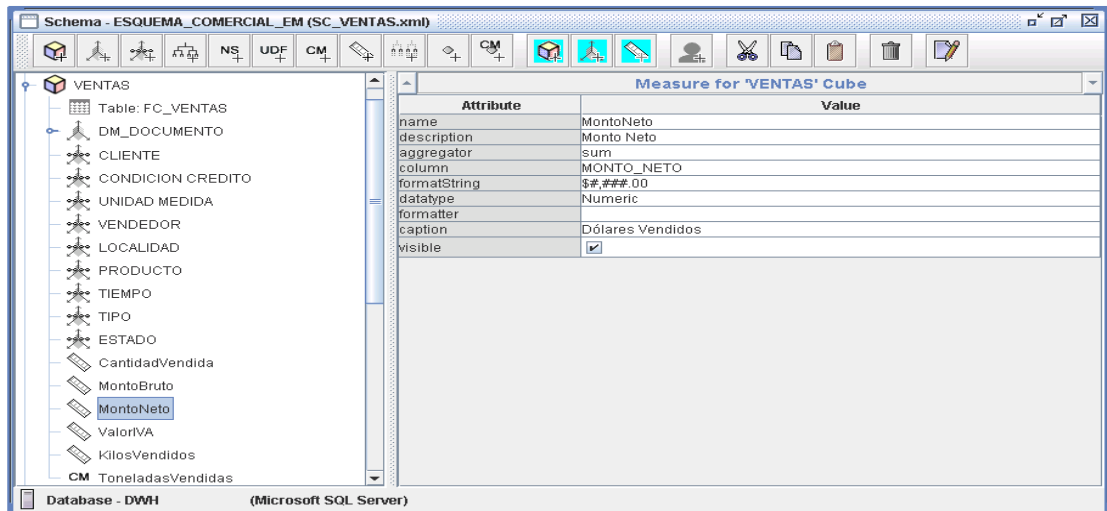 Schema - ESQUEMA_COMERCIAL_EM (SC_VENTAS.xml)
NS UDF CM CM
VENTAS
Table: FC_VENTAS
DM_DOCUMENTO
CLIENTE
CONDICION CREDITO
UNIDAD MEDIDA
VENDEDOR
LOCALIDAD
PRODUCTO
TIEMPO
TIPO
ESTADO
CantidadVendida
MontoBruto
MontoNeto
ValorIVA
KilosVendidos
CM ToneladasVendidas
Measure for 'VENTAS' Cube
Attribute Value
name MontoNeto
description Monto Neto
aggregator sum
column MONTO_NETO
formatString $#,###.00
datatype Numeric
formatter
caption Dólares Vendidos
visible
Database - DWH (Microsoft SQL Server)